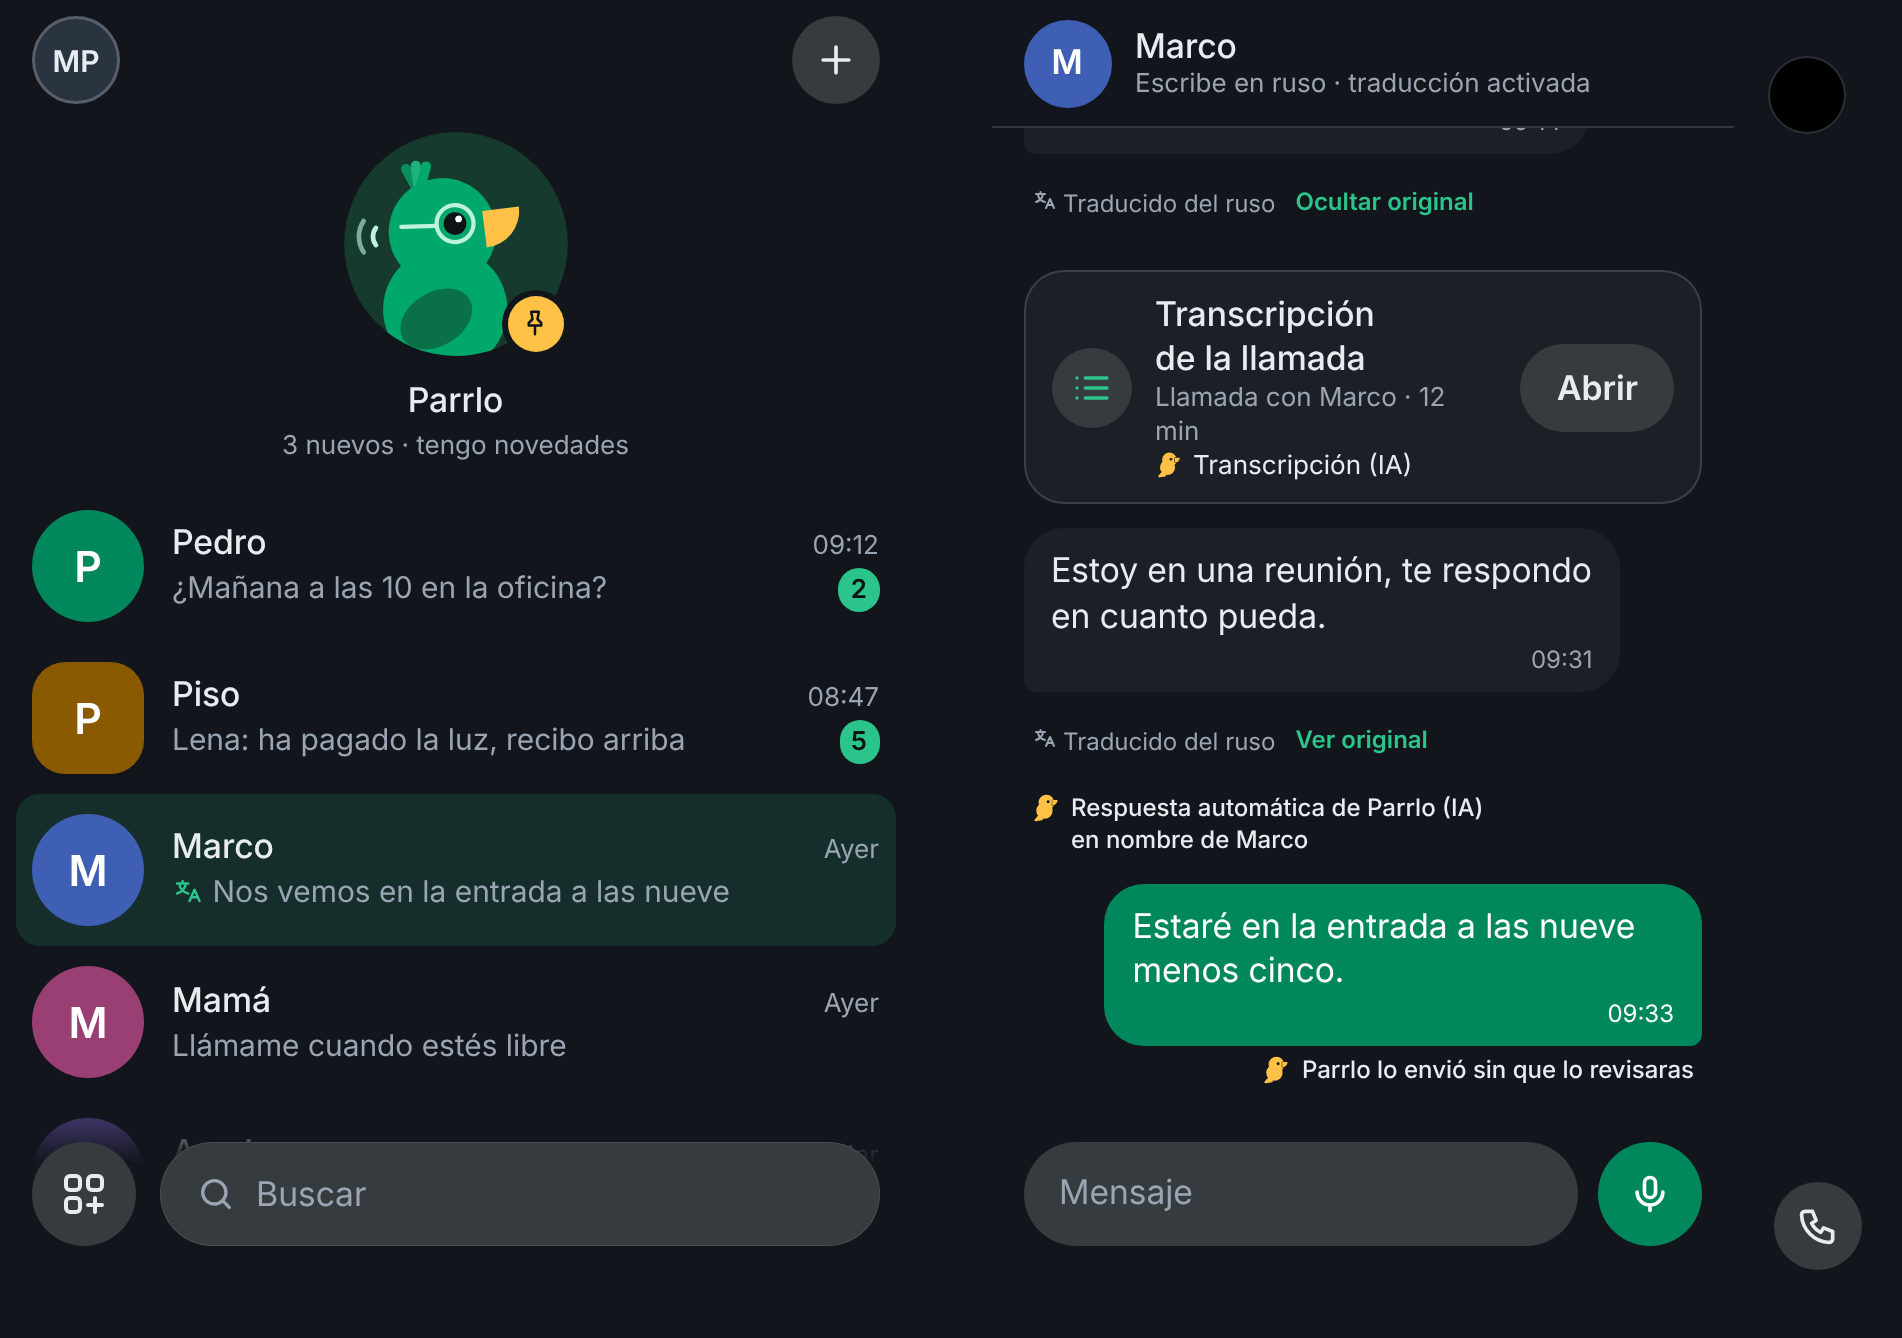 MP
Parrlo
3 nuevos · tengo novedades
P
Pedro
09:12
¿Mañana a las 10 en la oficina?
2
P
Piso
08:47
Lena: ha pagado la luz, recibo arriba
5
M
Marco
Ayer
Nos vemos en la entrada a las nueve
M
Mamá
Ayer
Llámame cuando estés libre
Buscar
M
Marco
Escribe en ruso · traducción activada
Traducido del ruso Ocultar original
Transcripción
de la llamada
Llamada con Marco · 12
min
Transcripción (IA)
Abrir
Estoy en una reunión, te respondo
en cuanto pueda.
09:31
Traducido del ruso Ver original
Respuesta automática de Parrlo (IA)
en nombre de Marco
Estaré en la entrada a las nueve
menos cinco.
09:33
Parrlo lo envió sin que lo revisaras
Mensaje